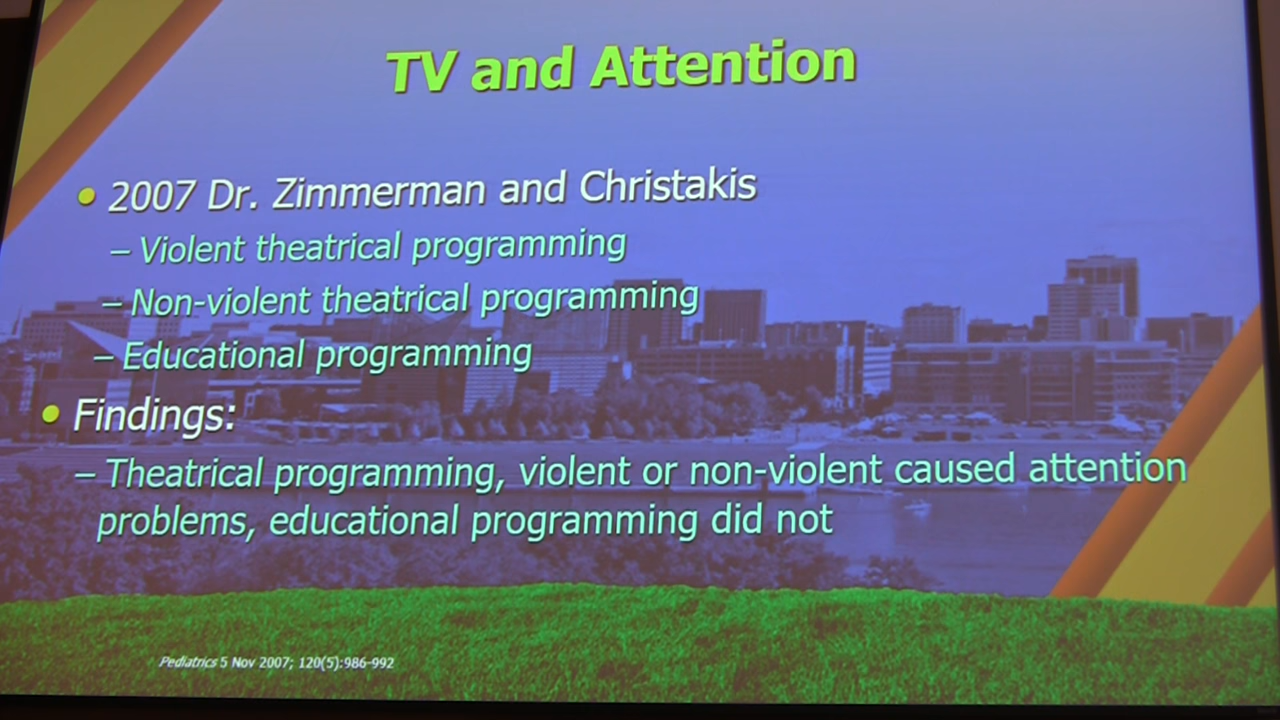 TV and Attention
• 2007 Dr. Zimmerman and Christakis
– Violent theatrical programming
– Non-violent theatrical programming
– Educational programming
• Findings:
– Theatrical programming, violent or non-violent caused attention
problems, educational programming did not
Pediatrics 5 Nov 2007; 120(5):986-992